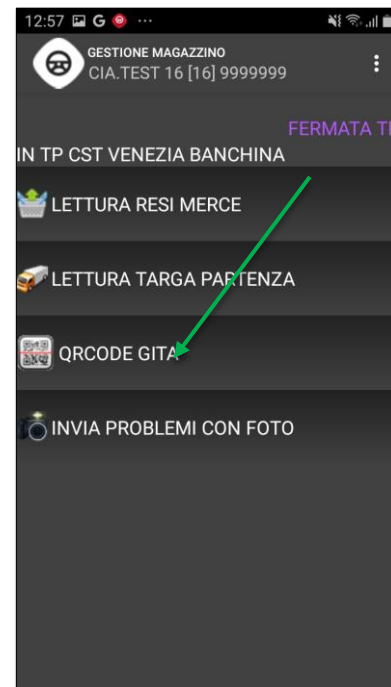 12:57 G ...
GESTIONE MAGAZZINO
CIA.TEST 16 [16] 9999999
FERMATA T
IN TP CST VENEZIA BANCHINA
LETTURA RESI MERCE
LETTURA TARGA PARTENZA
QRCODE GITA
INVIA PROBLEMI CON FOTO